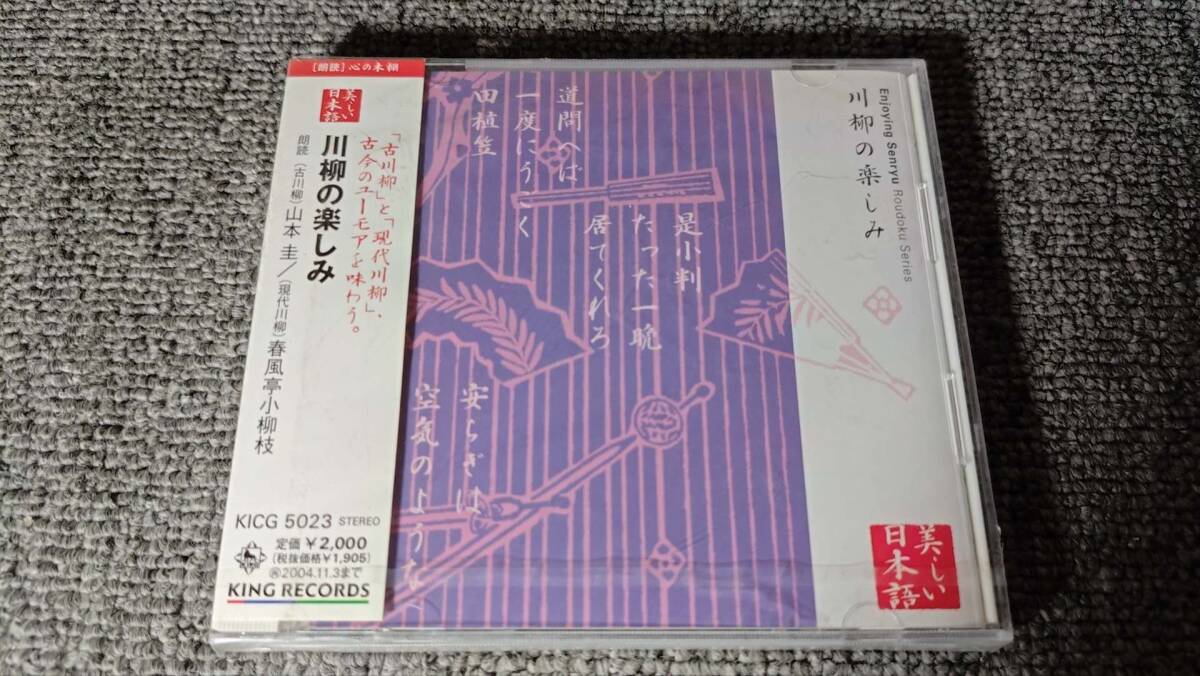 [朗読]心の本棚
美しい
日本語
「古川柳」と「現代川柳」、
古今のユーモアを味わう。
川柳の楽しみ
朗読（古川柳）山本 圭／（現代川柳）春風亭小柳枝
KICG 5023 STEREO
定価 ¥2,000
(税抜価格¥1,905)
2004.11.3まで
KING RECORDS
道問へば
一度にうごく
田植笠
是小判
たった一晩
居てくれろ
安らぎは
空気のような
Enjoying Senryu Roudoku Series
川柳の楽しみ
美しい
日本語